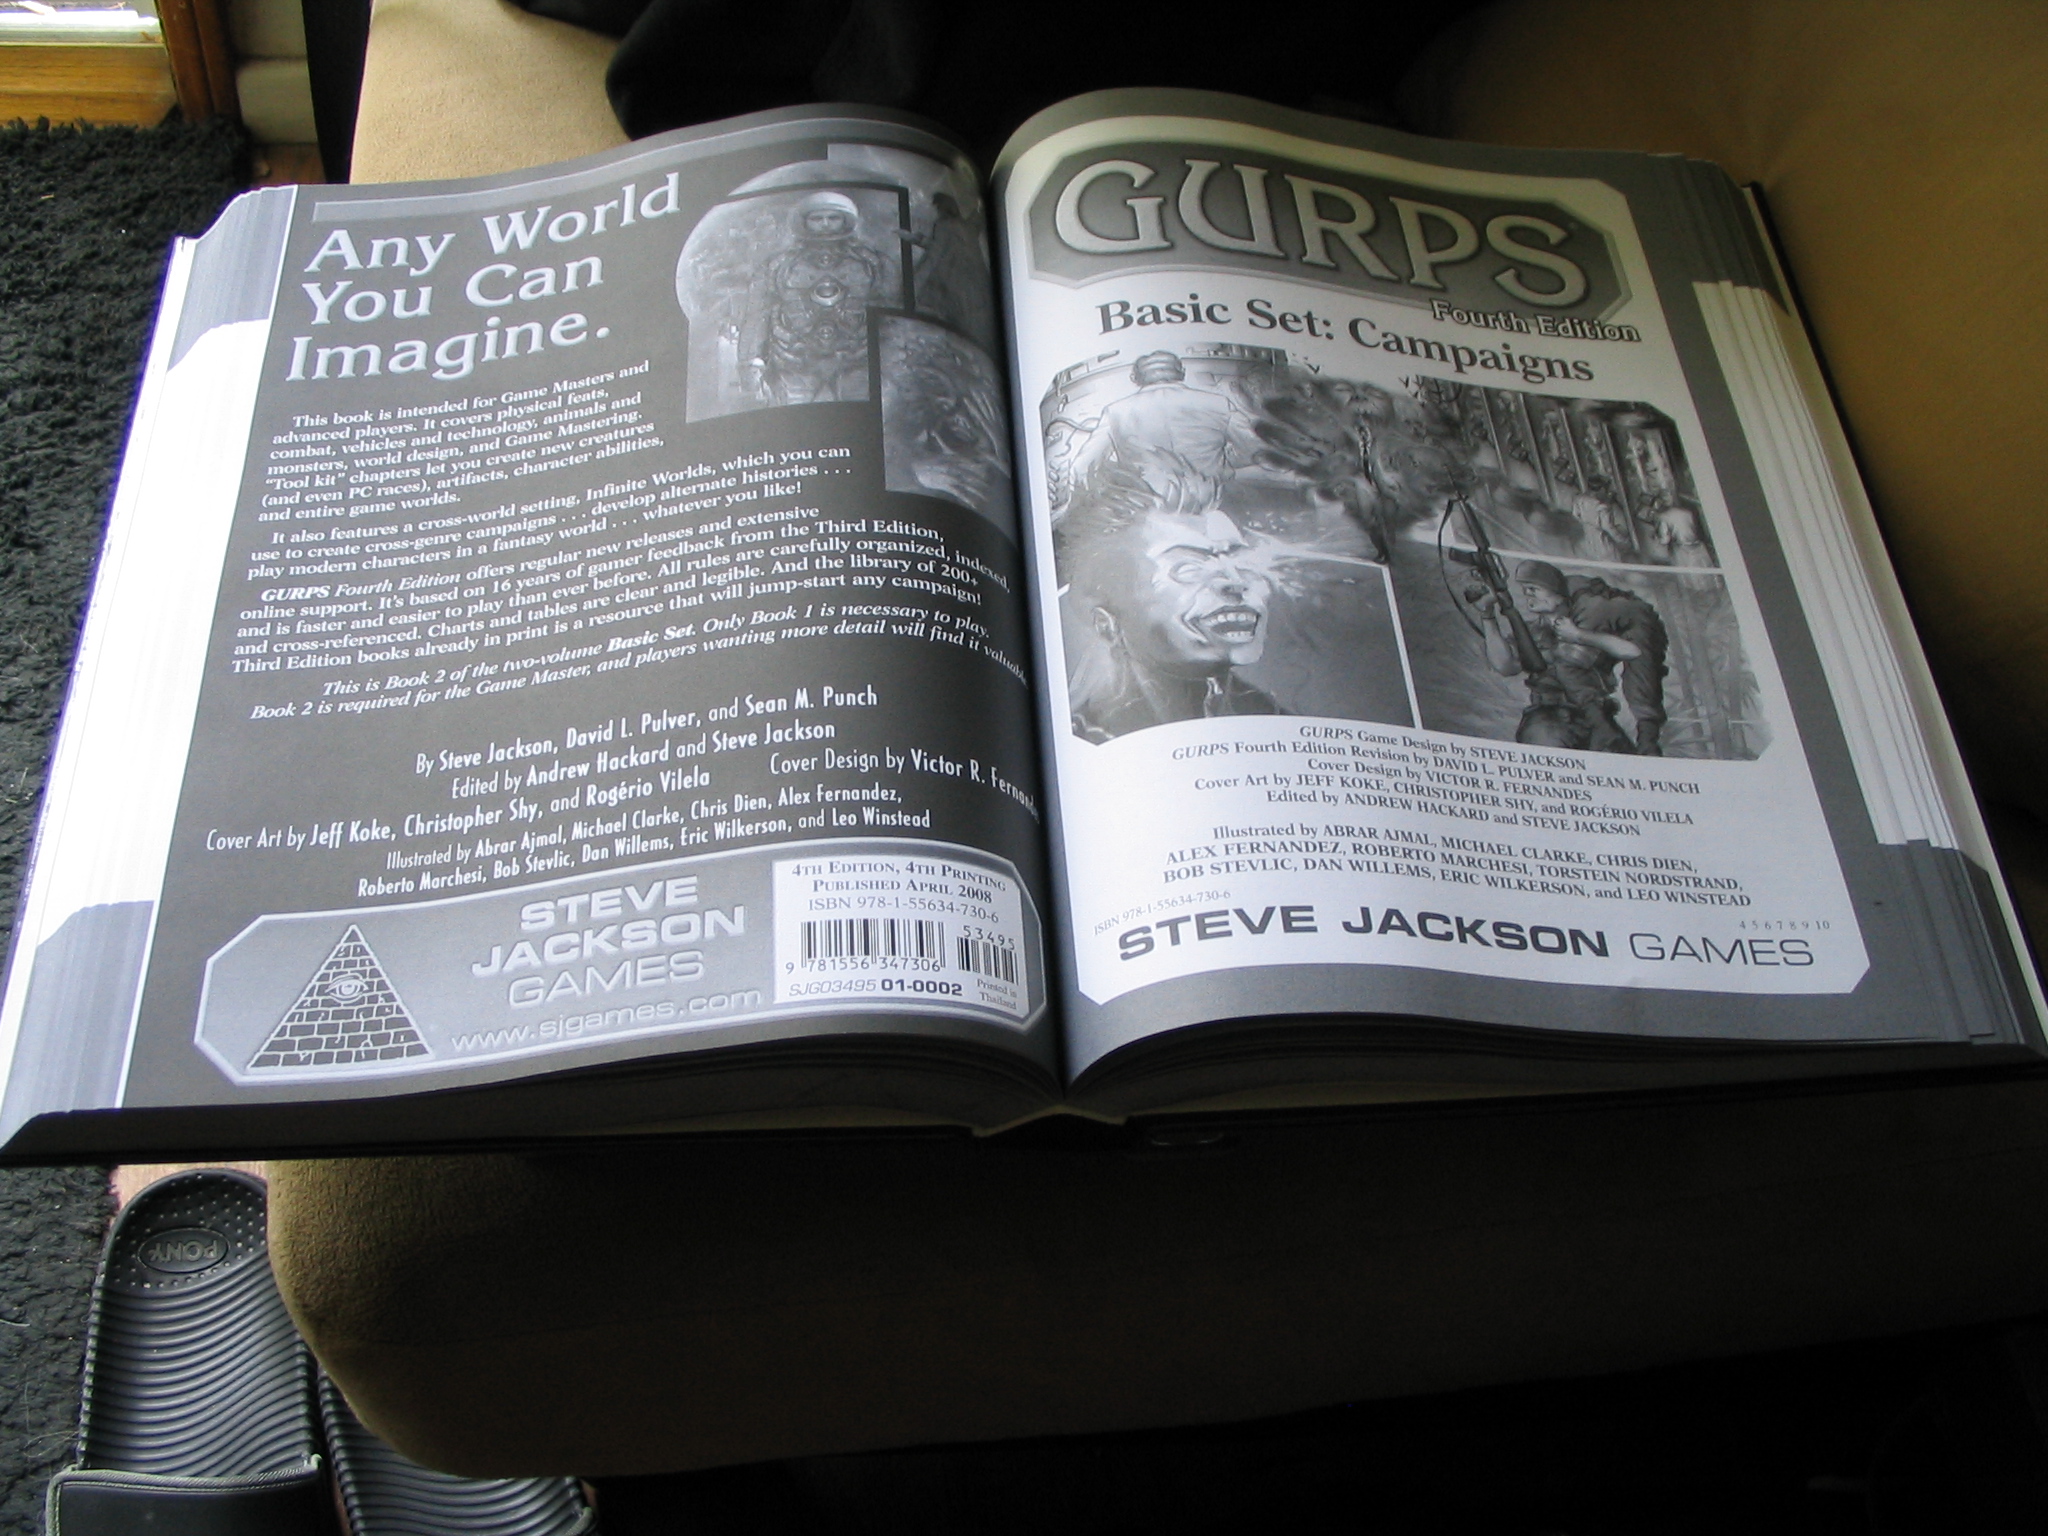 Any World
You Can
Imagine.
This book is intended for Game Masters and
advanced players. It covers physical feats,
combat, vehicles and technology, animals and
monsters, world design, and Game Mastering.
"Tool kit" chapters let you create new creatures
(and even PC races), artifacts, character abilities,
and entire game worlds.
It also features a cross-world setting, Infinite Worlds, which you can
use to create cross-genre campaigns . . . develop alternate histories . . .
play modern characters in a fantasy world . . . whatever you like!
GURPS Fourth Edition offers regular new releases and extensive
online support. It's based on 16 years of gamer feedback from the Third Edition,
and is faster and easier to play than ever before. All rules are carefully organized, indexed,
and cross-referenced. Charts and tables are clear and legible. And the library of 200+
Third Edition books already in print is a resource that will jump-start any campaign!
This is Book 2 of the two-volume Basic Set. Only Book 1 is necessary to play.
Book 2 is required for the Game Master, and players wanting more detail will find it valuable
By Steve Jackson, David L. Pulver, and Sean M. Punch
Edited by Andrew Hackard and Steve Jackson
Cover Art by Jeff Koke, Christopher Shy, and Rogério Vilela
Cover Design by Victor R. Fernand
Illustrated by Abrar Ajmal, Michael Clarke, Chris Dien, Alex Fernandez,
Roberto Marchesi, Bob Stevlic, Dan Willems, Eric Wilkerson, and Leo Winstead
STEVE
JACKSON
GAMES
www.sjgames.com
4TH EDITION, 4TH PRINTING
PUBLISHED APRIL 2008
ISBN 978-1-55634-730-6
53495
9 781556 347306
SJG03495 01-0002
Printed in
Thailand
GURPS
Fourth Edition
Basic Set: Campaigns
GURPS Game Design by STEVE JACKSON
GURPS Fourth Edition Revision by DAVID L. PULVER and SEAN M. PUNCH
Cover Design by VICTOR R. FERNANDES
Cover Art by JEFF KOKE, CHRISTOPHER SHY, and ROGÉRIO VILELA
Edited by ANDREW HACKARD and STEVE JACKSON
Illustrated by ABRAR AJMAL, MICHAEL CLARKE, CHRIS DIEN,
ALEX FERNANDEZ, ROBERTO MARCHESI, TORSTEIN NORDSTRAND,
BOB STEVLIC, DAN WILLEMS, ERIC WILKERSON, and LEO WINSTEAD
ISBN 978-1-55634-730-6
4 5 6 7 8 9 10
STEVE JACKSON GAMES
PONY